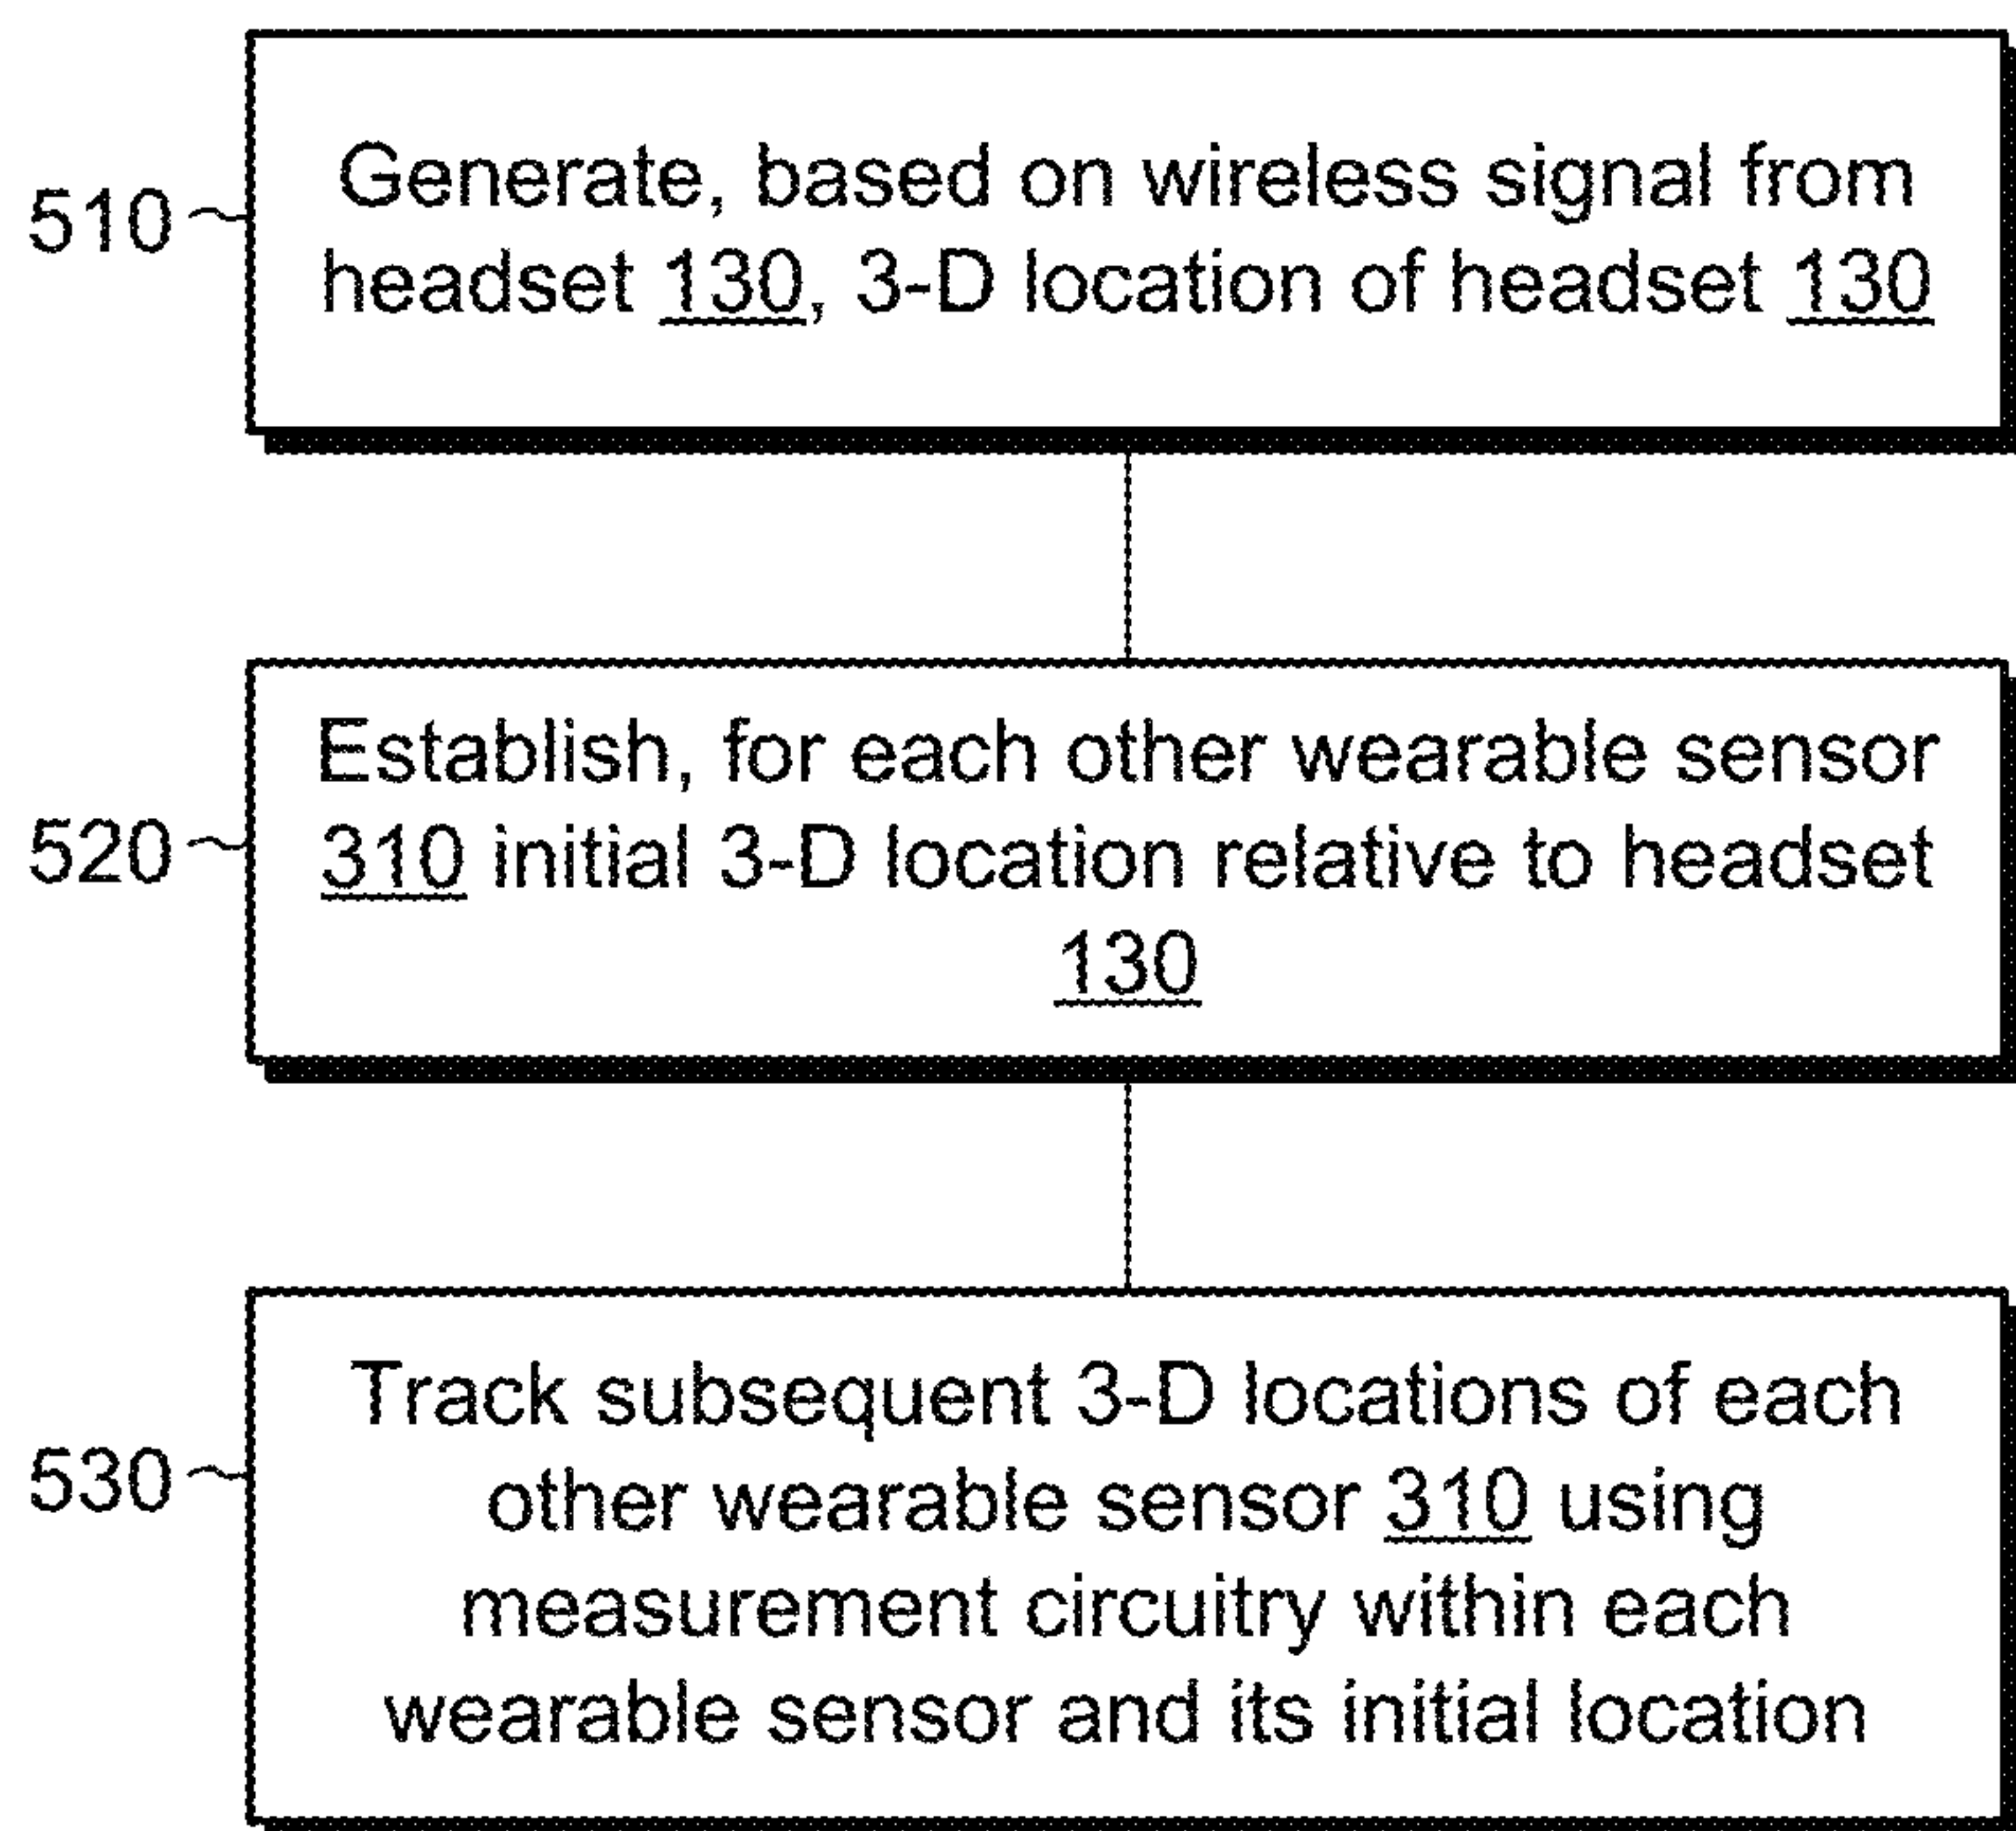 510
Generate, based on wireless signal from
headset 130, 3-D location of headset 130
520
Establish, for each other wearable sensor
310 initial 3-D location relative to headset
130
530
Track subsequent 3-D locations of each
other wearable sensor 310 using
measurement circuitry within each
wearable sensor and its initial location